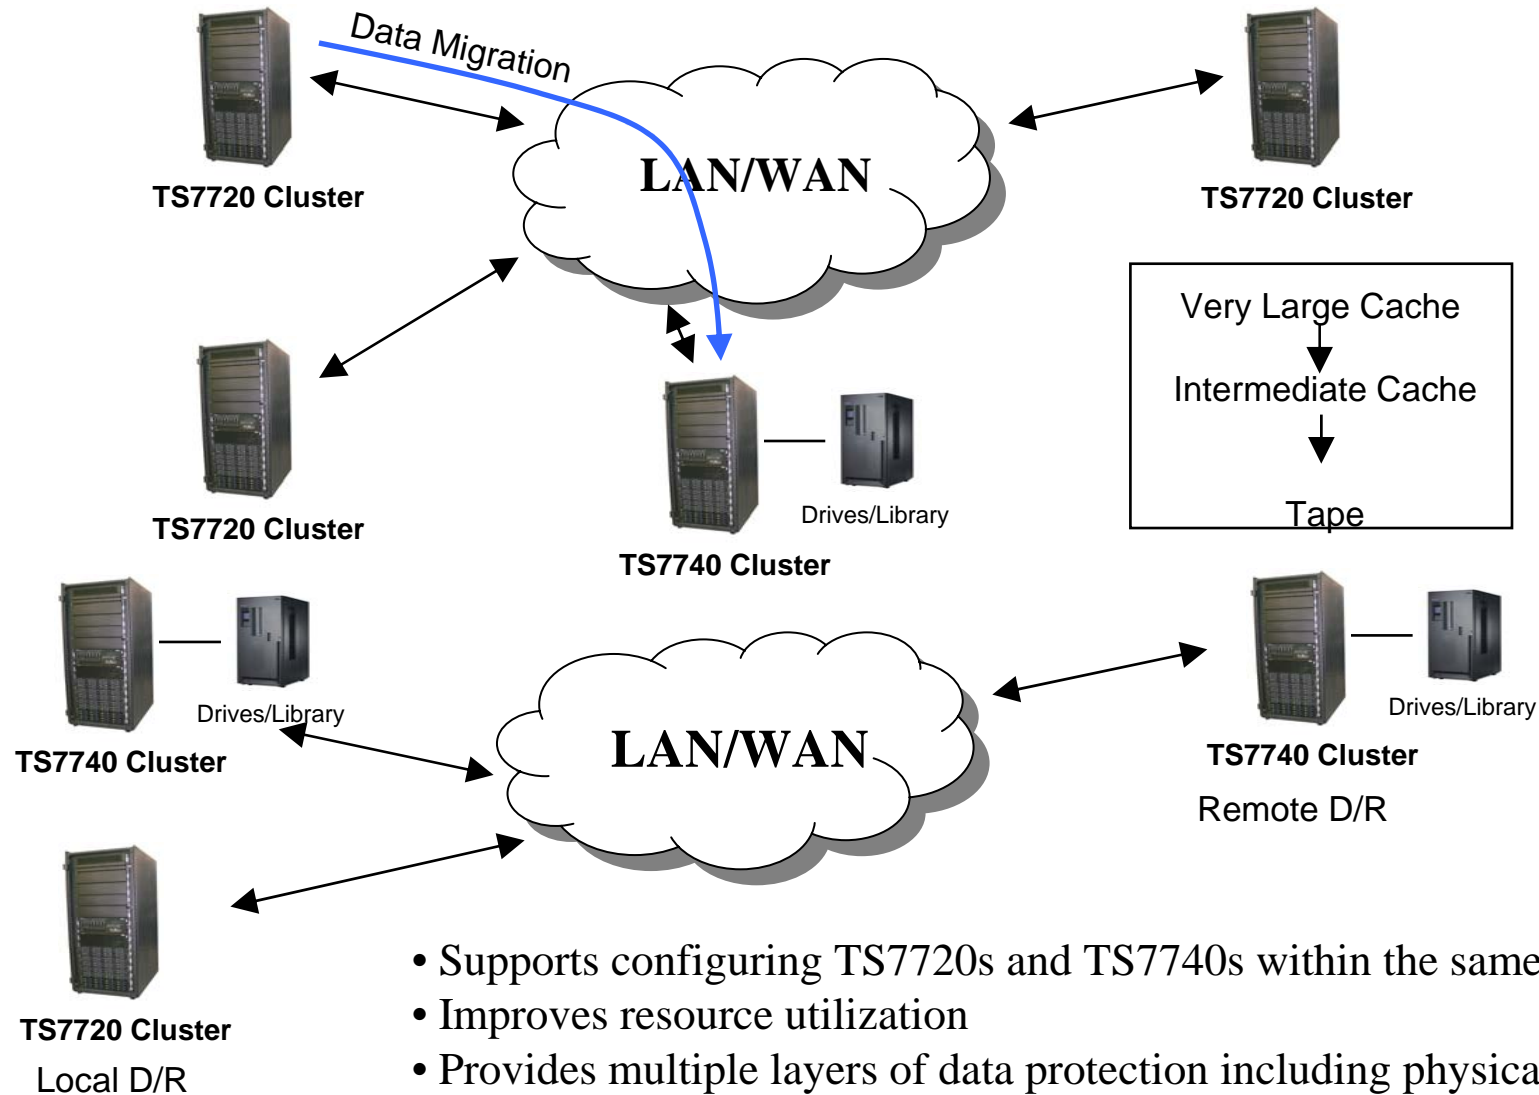 Data Migration
LAN/WAN
TS7720 Cluster
TS7720 Cluster
Very Large Cache
Intermediate Cache
Tape
TS7720 Cluster
Drives/Library
TS7740 Cluster
Drives/Library
TS7740 Cluster
LAN/WAN
Drives/Library
TS7740 Cluster
Remote D/R
TS7720 Cluster
Local D/R
• Supports configuring TS7720s and TS7740s within the same
• Improves resource utilization
• Provides multiple layers of data protection including physica